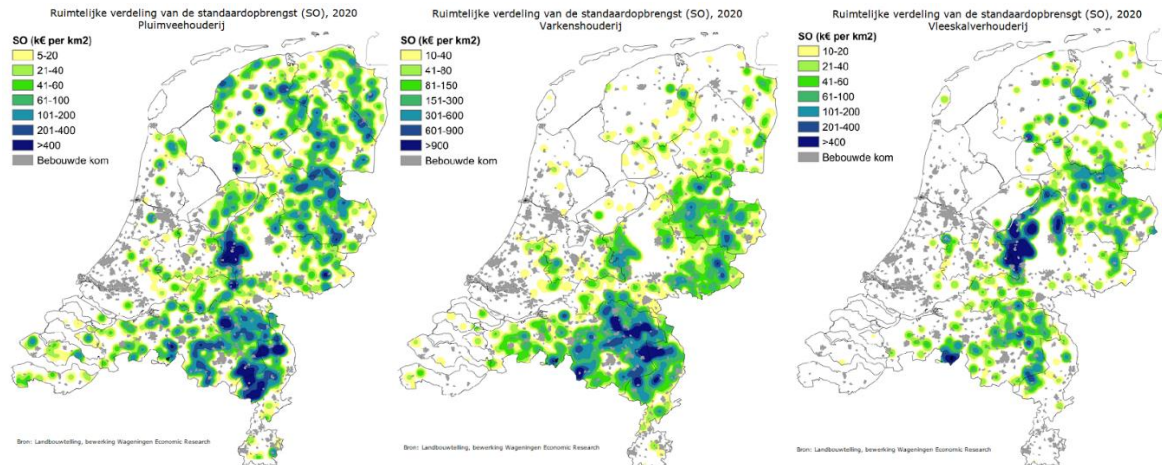 Ruimtelijke verdeling van de standaardopbrengst (SO), 2020
Pluimveehouderij
SO (k€ per km2)
5-20
21-40
41-60
61-100
101-200
201-400
>400
Bebouwde kom
Bron: Landbouwtelling, bewerking Wageningen Economic Research
Ruimtelijke verdeling van de standaardopbrengst (SO), 2020
Varkenshouderij
SO (k€ per km2)
10-40
41-80
81-150
151-300
301-600
601-900
>900
Bebouwde kom
Bron: Landbouwtelling, bewerking Wageningen Economic Research
Ruimtelijke verdeling van de standaardopbrensgt (SO), 2020
Vleeskalverhouderij
SO (k€ per km2)
10-20
21-40
41-60
61-100
101-200
201-400
>400
Bebouwde kom
Bron: Landbouwtelling, bewerking Wageningen Economic Research